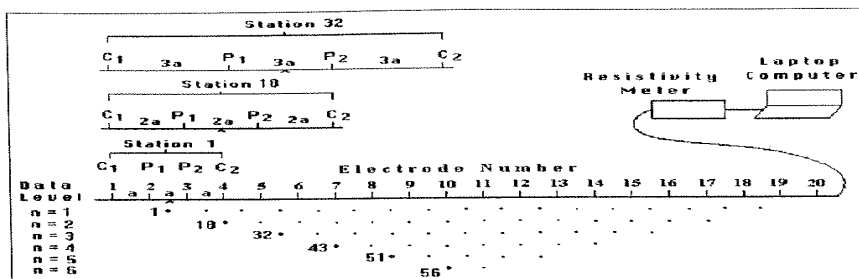 Station 32
C1 3a P1 3a P2 3a C2
Station 18
C1 2a P1 2a P2 2a C2
Station 1
C1 P1 P2 C2
Resistivity Meter
Laptop Computer
Electrode Number
Data Level
1 2 3 4 5 6 7 8 9 10 11 12 13 14 15 16 17 18 19 20
a a a
n = 1 1
n = 2 18
n = 3 32
n = 4 43
n = 5 51
n = 6 56